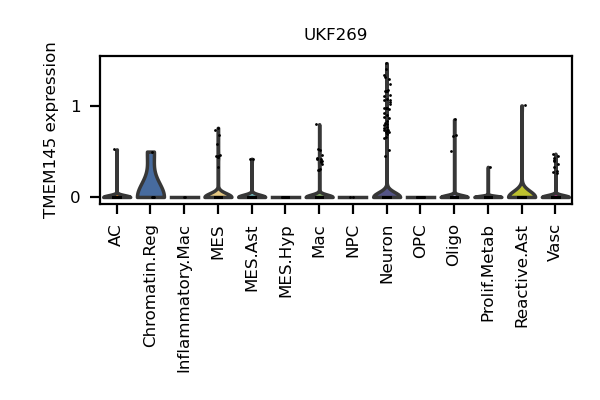 UKF269
TMEM145 expression
1
0
AC
Chromatin.Reg
Inflammatory.Mac
MES
MES.Ast
MES.Hyp
Mac
NPC
Neuron
OPC
Oligo
Prolif.Metab
Reactive.Ast
Vasc